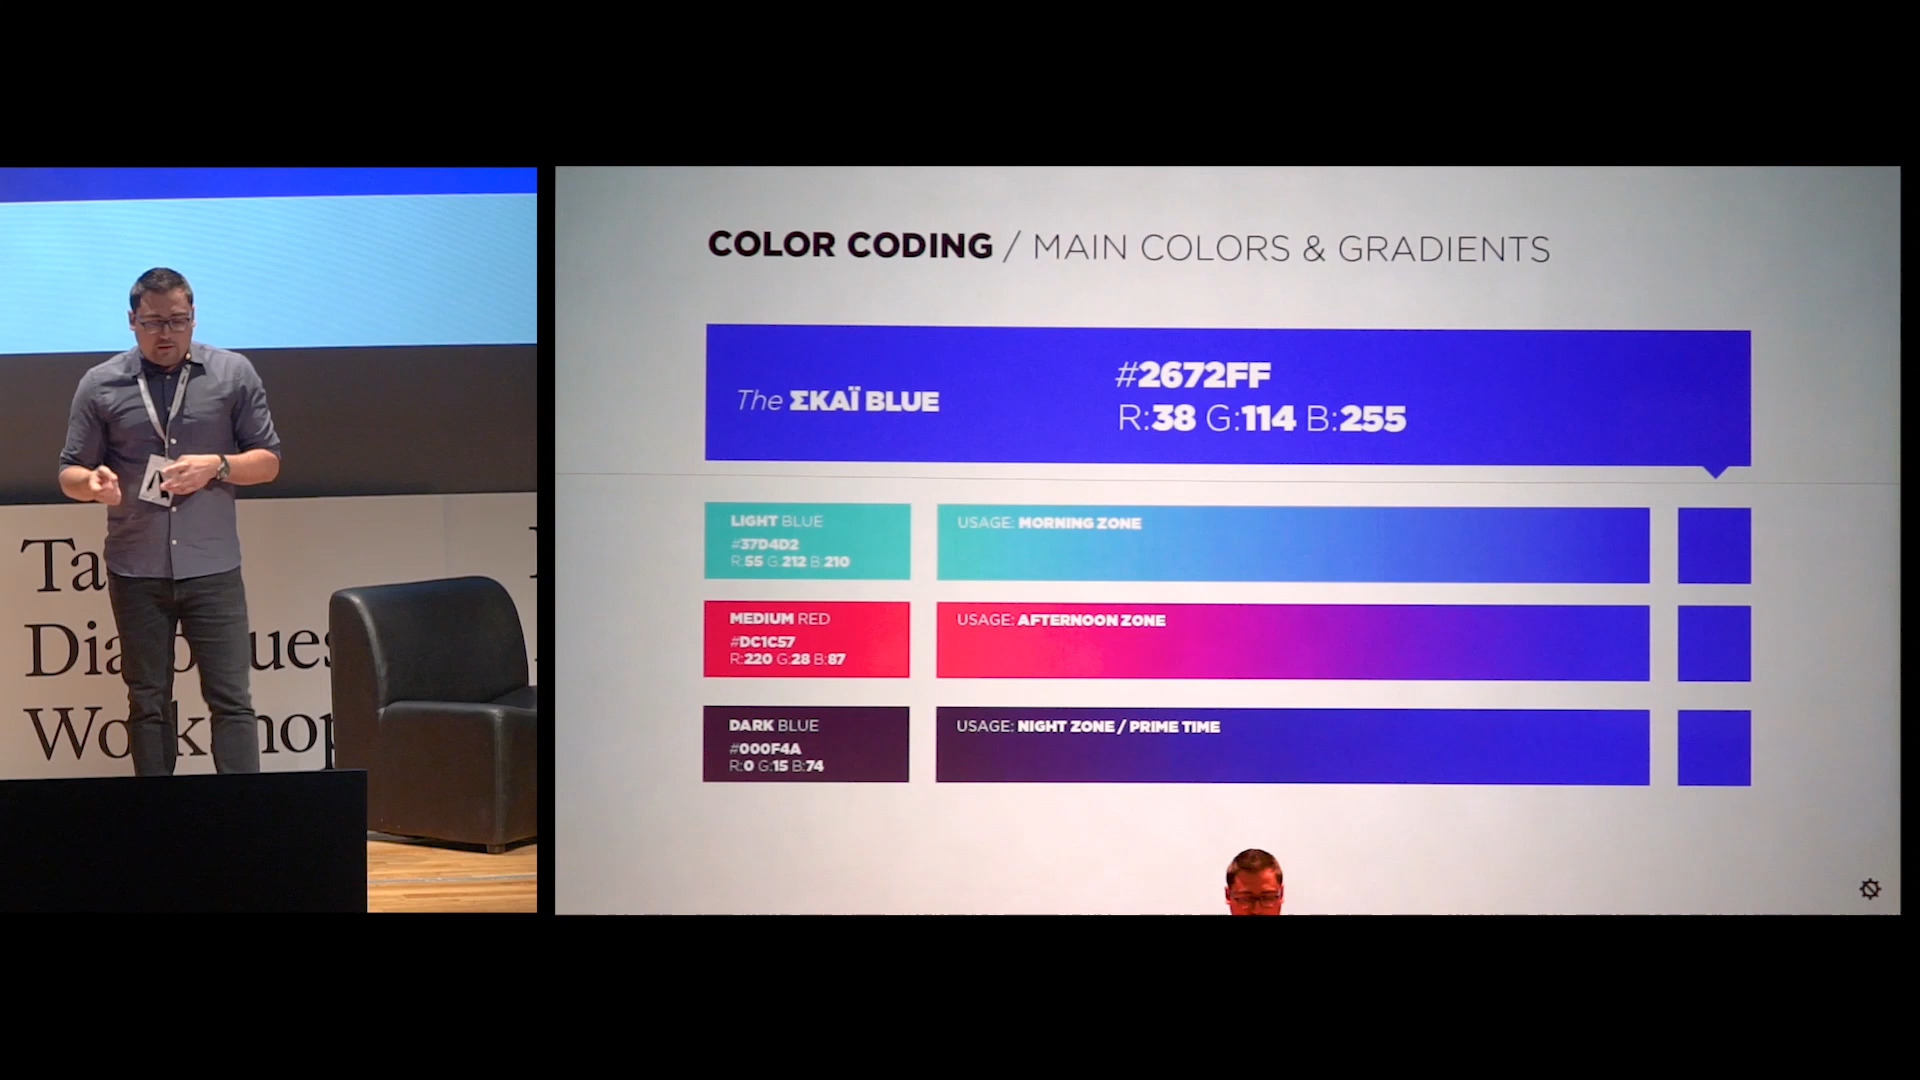 COLOR CODING / MAIN COLORS & GRADIENTS
The ΣΚΑΪ BLUE
#2672FF
R:38 G:114 B:255
LIGHT BLUE
#37D4D2
R:55 G:212 B:210
USAGE: MORNING ZONE
MEDIUM RED
#DC1C57
R:220 G:28 B:87
USAGE: AFTERNOON ZONE
DARK BLUE
#000F4A
R:0 G:15 B:74
USAGE: NIGHT ZONE / PRIME TIME